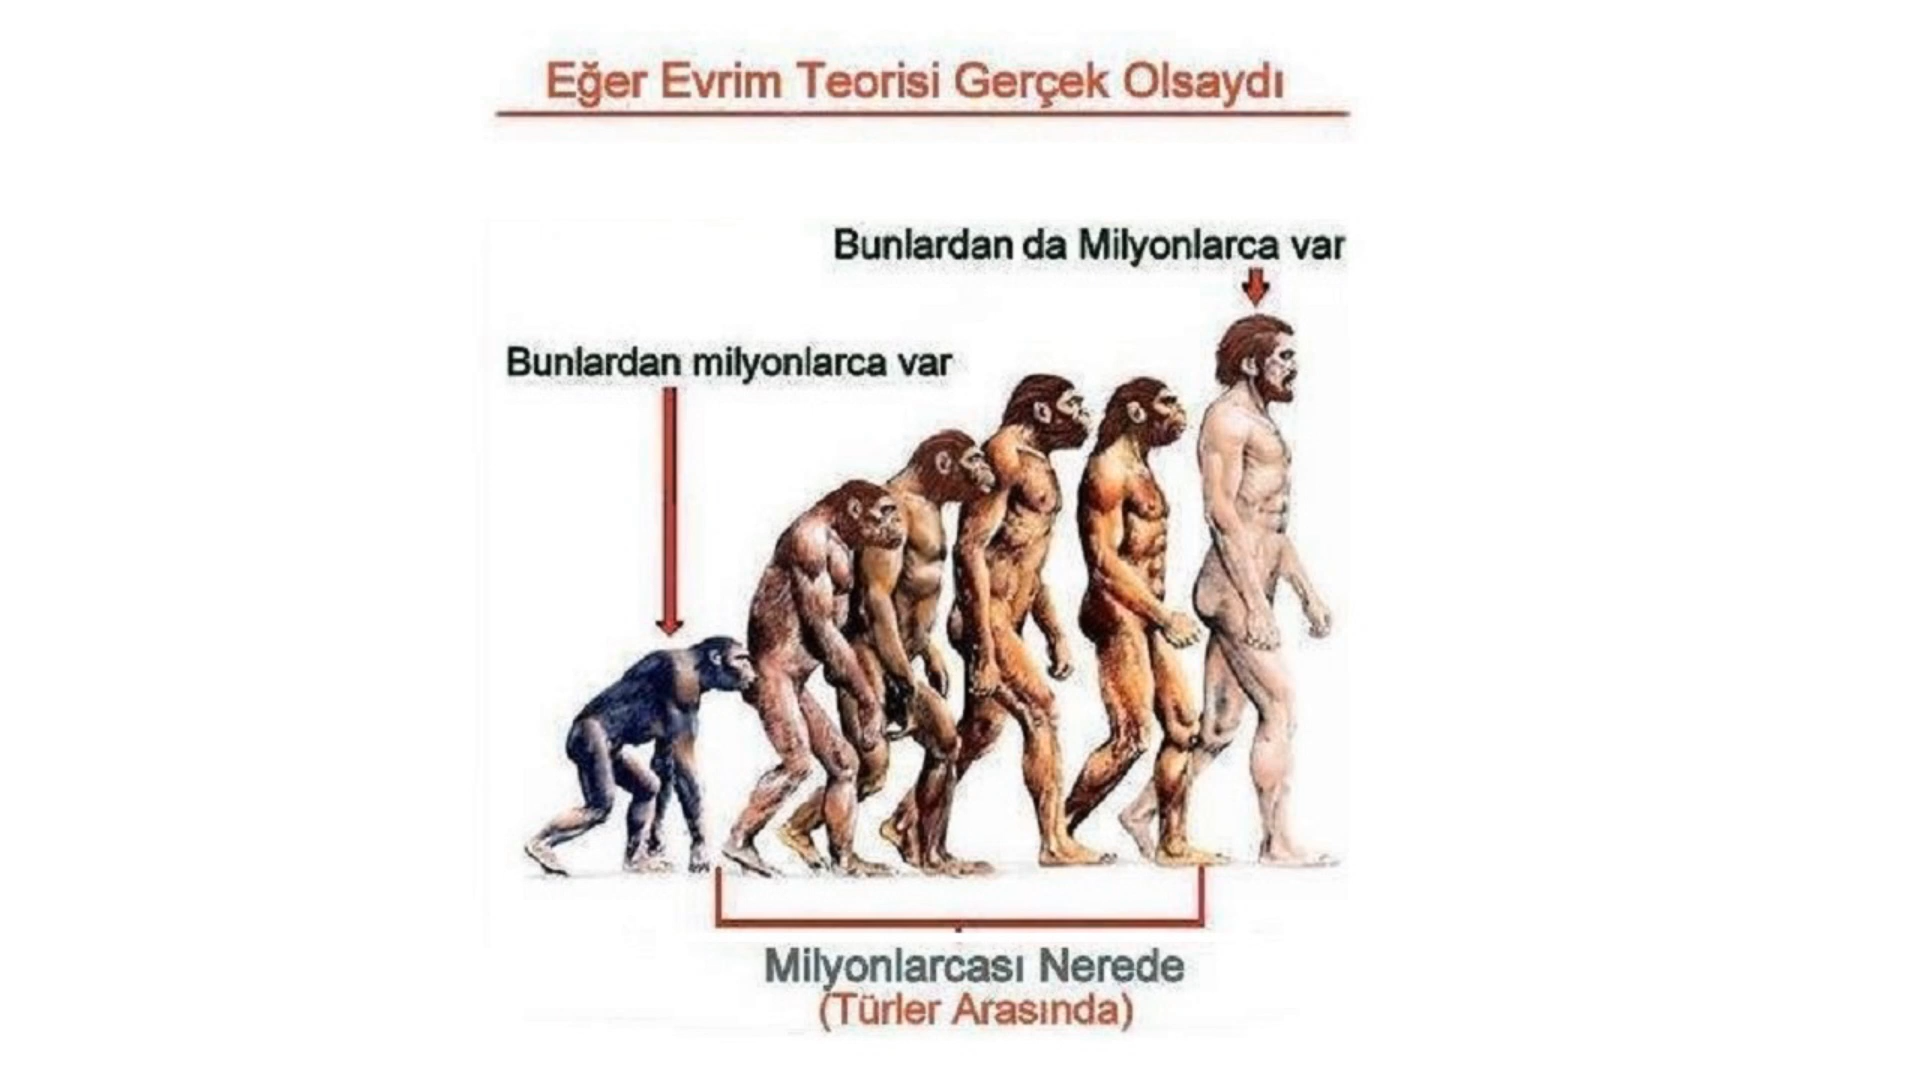 Eğer Evrim Teorisi Gerçek Olsaydı
Bunlardan da Milyonlarca var
Bunlardan milyonlarca var
Milyonlarcası Nerede
(Türler Arasında)